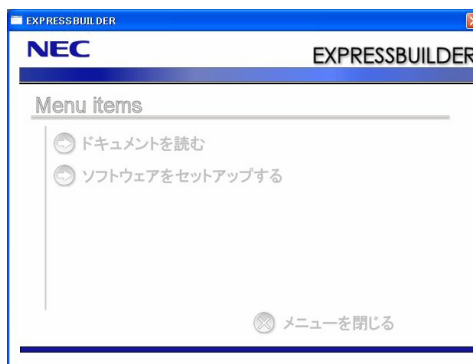 EXPRESSBUILDER
NEC
EXPRESSBUILDER
Menu items
ドキュメントを読む
ソフトウェアをセットアップする
メニューを閉じる